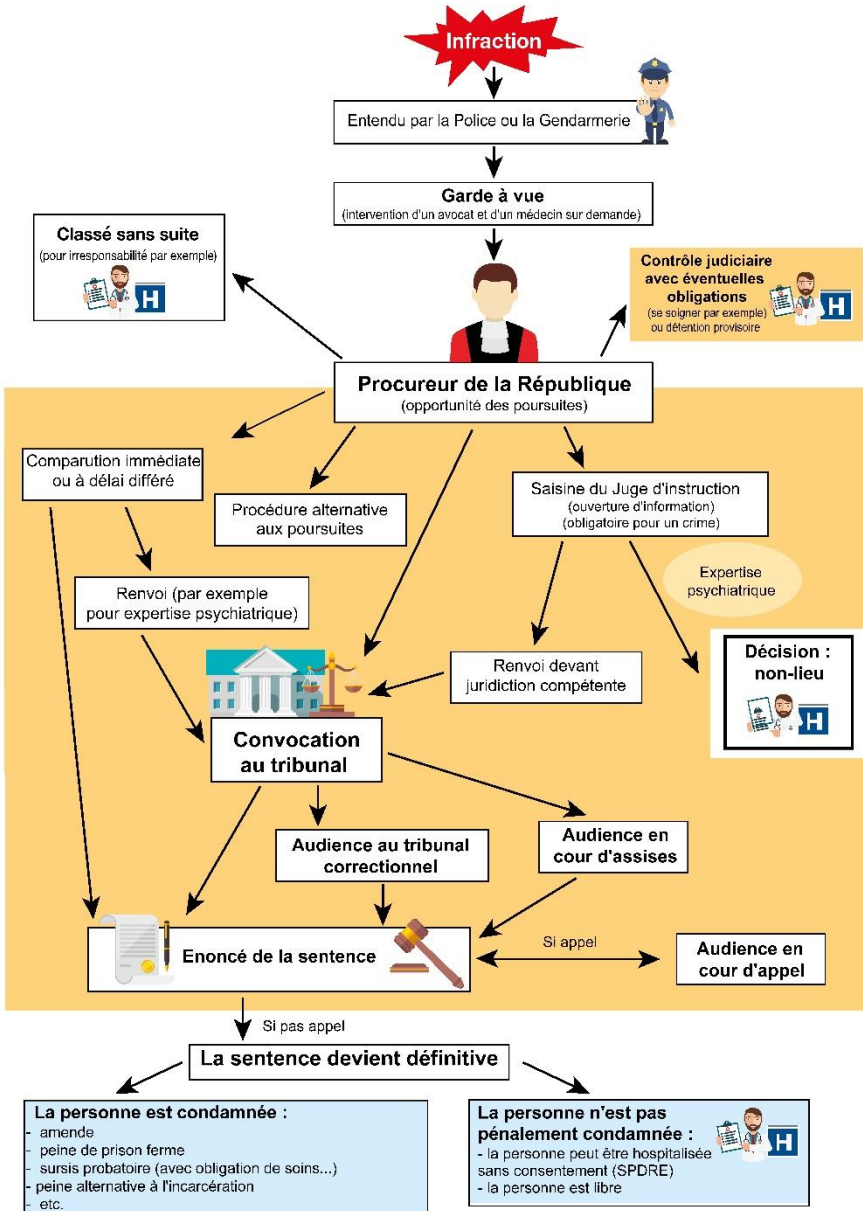 Infraction
Entendu par la Police ou la Gendarmerie
Garde à vue
(intervention d'un avocat et d'un médecin sur demande)
Classé sans suite
(pour irresponsabilité par exemple)
H
Contrôle judiciaire
avec éventuelles
obligations
(se soigner par exemple)
ou détention provisoire
H
Procureur de la République
(opportunité des poursuites)
Comparution immédiate
ou à délai différé
Procédure alternative
aux poursuites
Saisine du Juge d'instruction
(ouverture d'information)
(obligatoire pour un crime)
Expertise
psychiatrique
Renvoi (par exemple
pour expertise psychiatrique)
Renvoi devant
juridiction compétente
Décision :
non-lieu
H
Convocation
au tribunal
Audience au tribunal
correctionnel
Audience en
cour d'assises
Enoncé de la sentence
Si appel
Audience en
cour d'appel
Si pas appel
La sentence devient définitive
La personne est condamnée :
- amende
- peine de prison ferme
- sursis probatoire (avec obligation de soins...)
- peine alternative à l'incarcération
- etc.
La personne n'est pas
pénalement condamnée :
- la personne peut être hospitalisée
sans consentement (SPDRE)
- la personne est libre
H